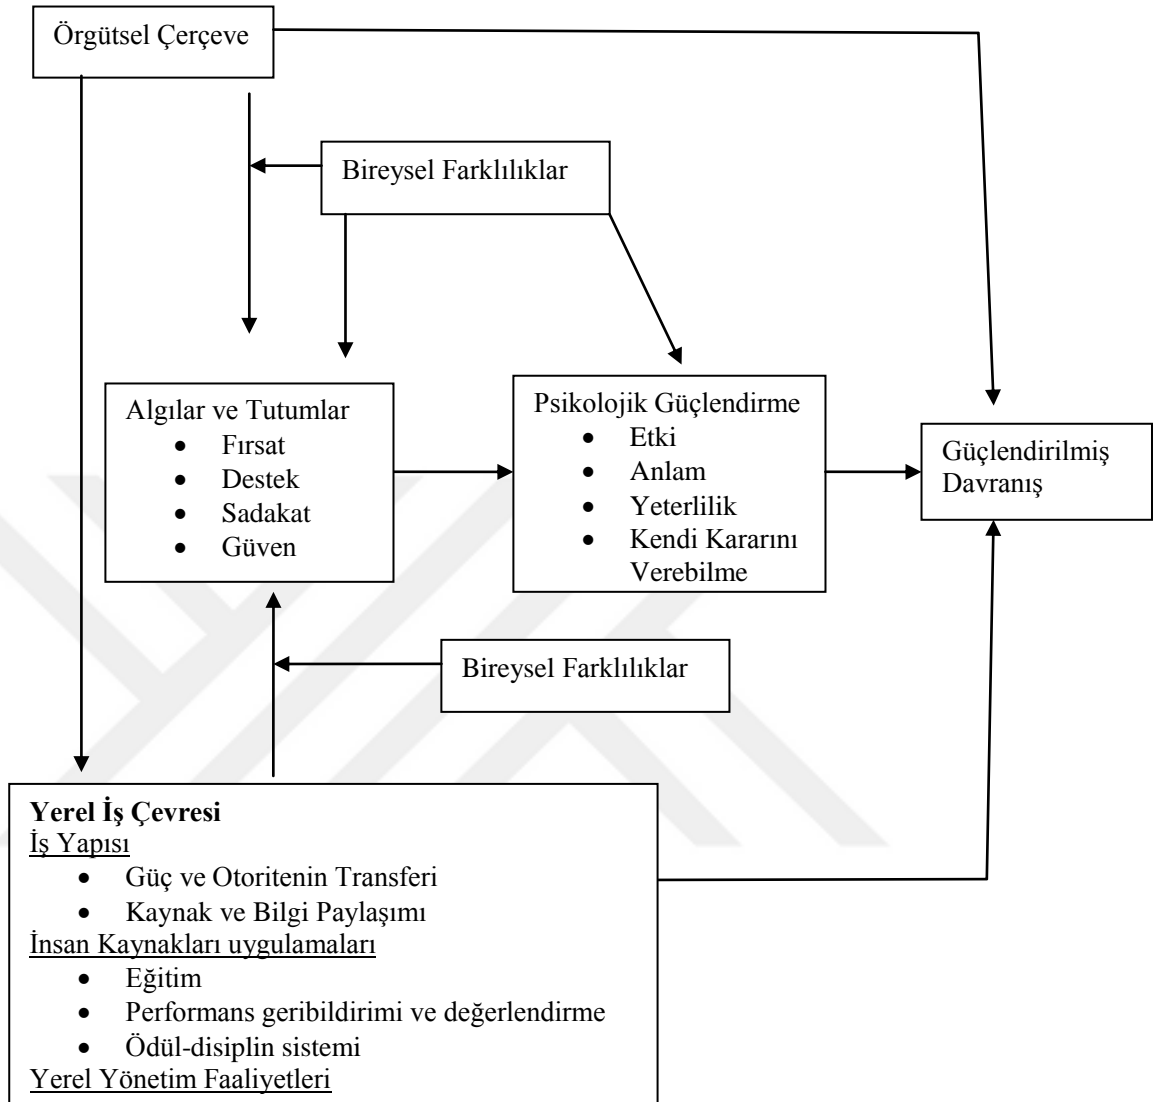 Örgütsel Çerçeve
Bireysel Farklılıklar
Algılar ve Tutumlar
• Fırsat
• Destek
• Sadakat
• Güven
Psikolojik Güçlendirme
• Etki
• Anlam
• Yeterlilik
• Kendi Kararını
Verebilme
Güçlendirilmiş
Davranış
Bireysel Farklılıklar
Yerel İş Çevresi
İş Yapısı
• Güç ve Otoritenin Transferi
• Kaynak ve Bilgi Paylaşımı
İnsan Kaynakları uygulamaları
• Eğitim
• Performans geribildirimi ve değerlendirme
• Ödül-disiplin sistemi
Yerel Yönetim Faaliyetleri